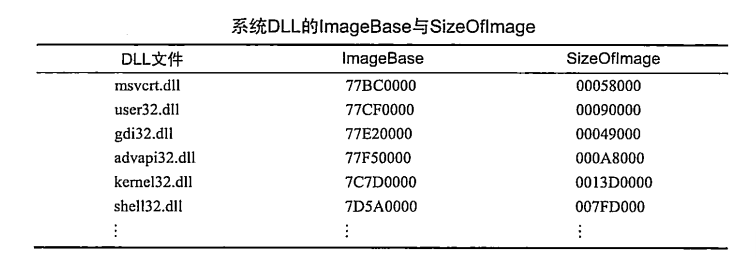 系统DLL的ImageBase与SizeOfImage
DLL文件 ImageBase SizeOfImage
msvcrt.dll 77BC0000 00058000
user32.dll 77CF0000 00090000
gdi32.dll 77E20000 00049000
advapi32.dll 77F50000 000A8000
kernel32.dll 7C7D0000 0013D0000
shell32.dll 7D5A0000 007FD000
⋮ ⋮ ⋮